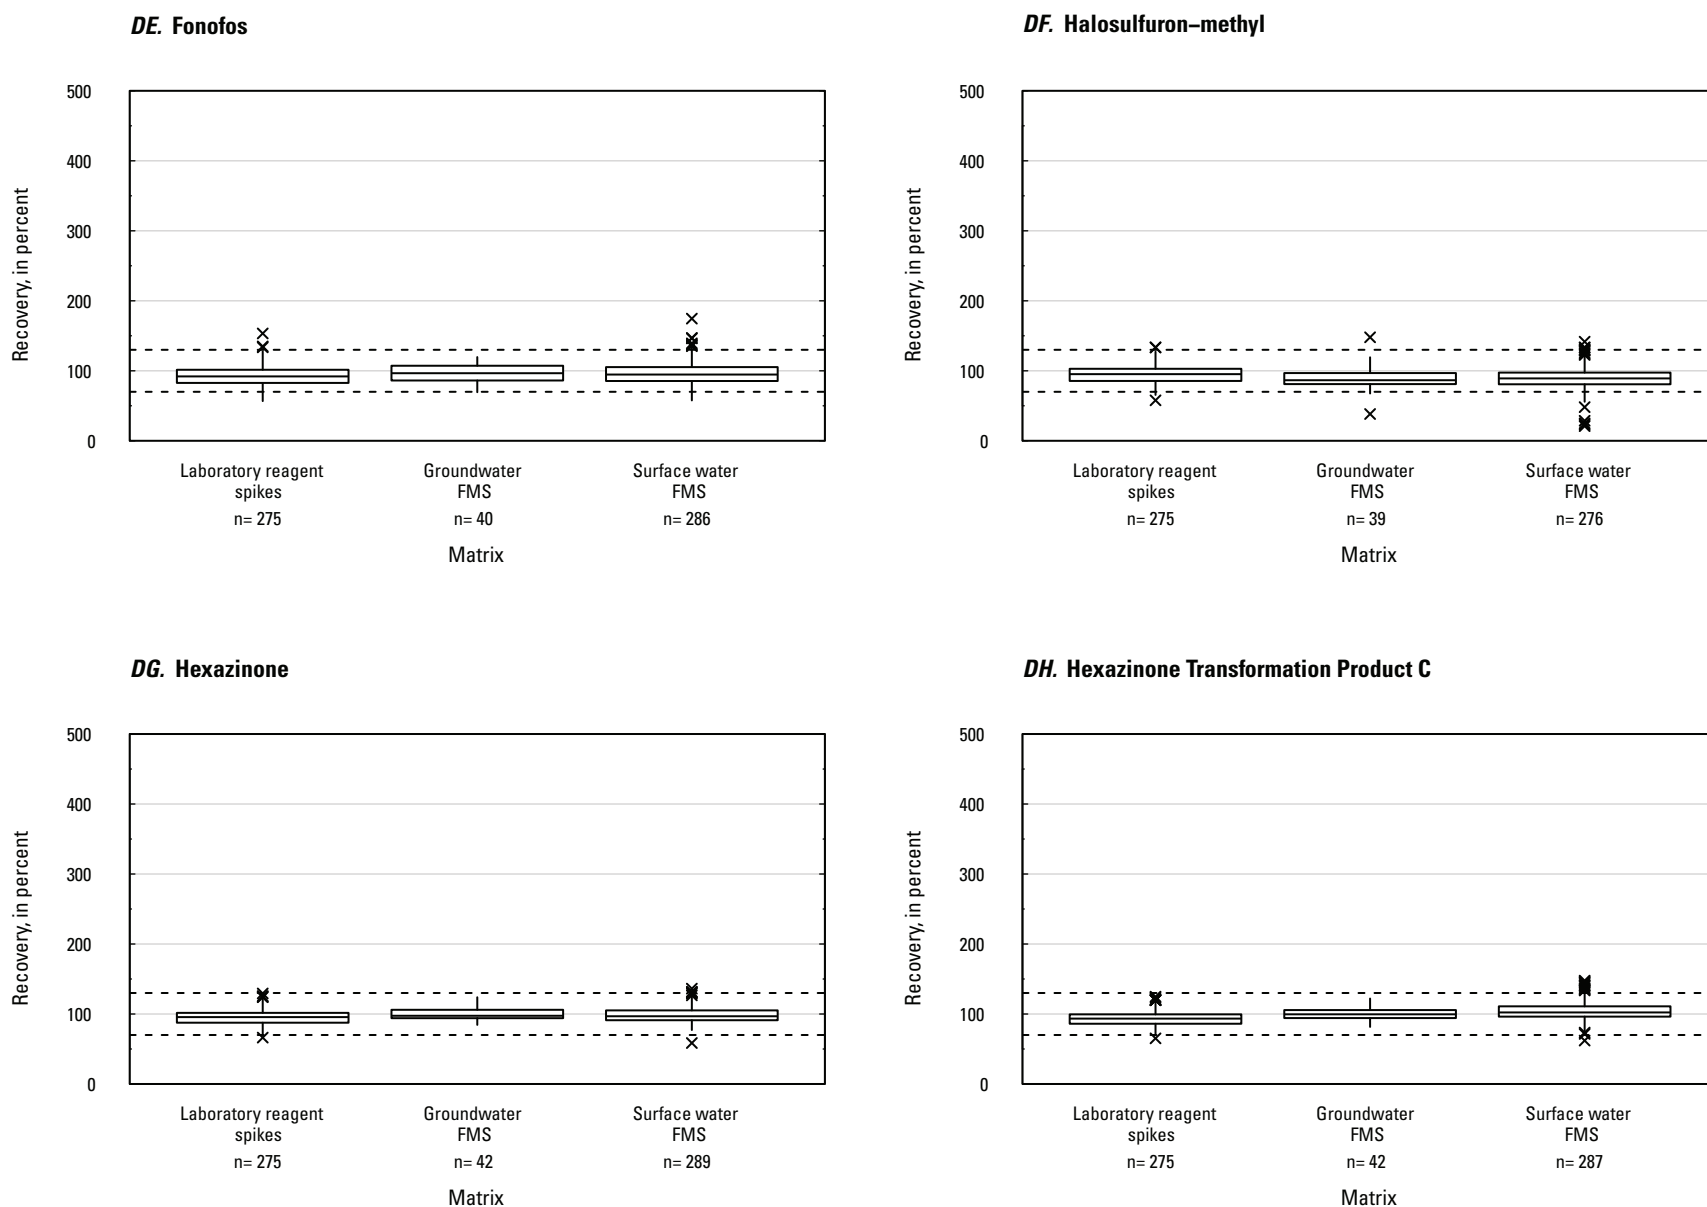 DE. Fonofos
500
400
300
200
100
0
Recovery, in percent
Laboratory reagent
spikes
n= 275
Groundwater
FMS
n= 40
Surface water
FMS
n= 286
Matrix
DF. Halosulfuron–methyl
500
400
300
200
100
0
Recovery, in percent
Laboratory reagent
spikes
n= 275
Groundwater
FMS
n= 39
Surface water
FMS
n= 276
Matrix
DG. Hexazinone
500
400
300
200
100
0
Recovery, in percent
Laboratory reagent
spikes
n= 275
Groundwater
FMS
n= 42
Surface water
FMS
n= 289
Matrix
DH. Hexazinone Transformation Product C
500
400
300
200
100
0
Recovery, in percent
Laboratory reagent
spikes
n= 275
Groundwater
FMS
n= 42
Surface water
FMS
n= 287
Matrix